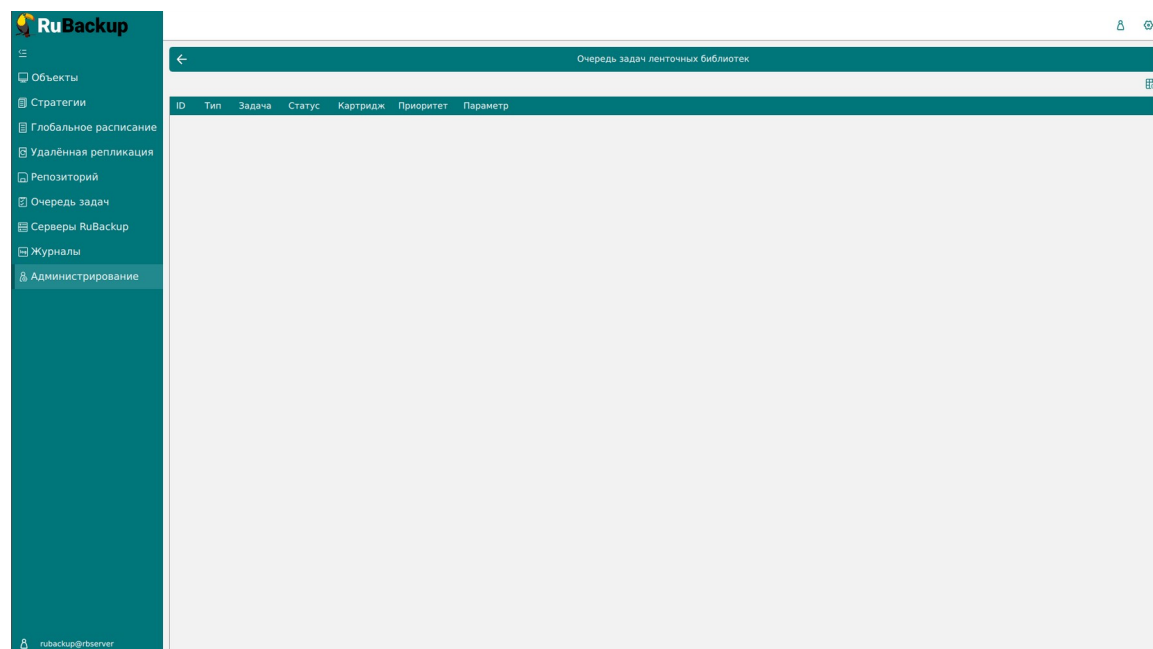 RuBackup
Очередь задач ленточных библиотек
Объекты
Стратегии
Глобальное расписание
Удалённая репликация
Репозиторий
Очередь задач
Серверы RuBackup
Журналы
Администрирование
ID Тип Задача Статус Картридж Приоритет Параметр
rubackup@rbserver